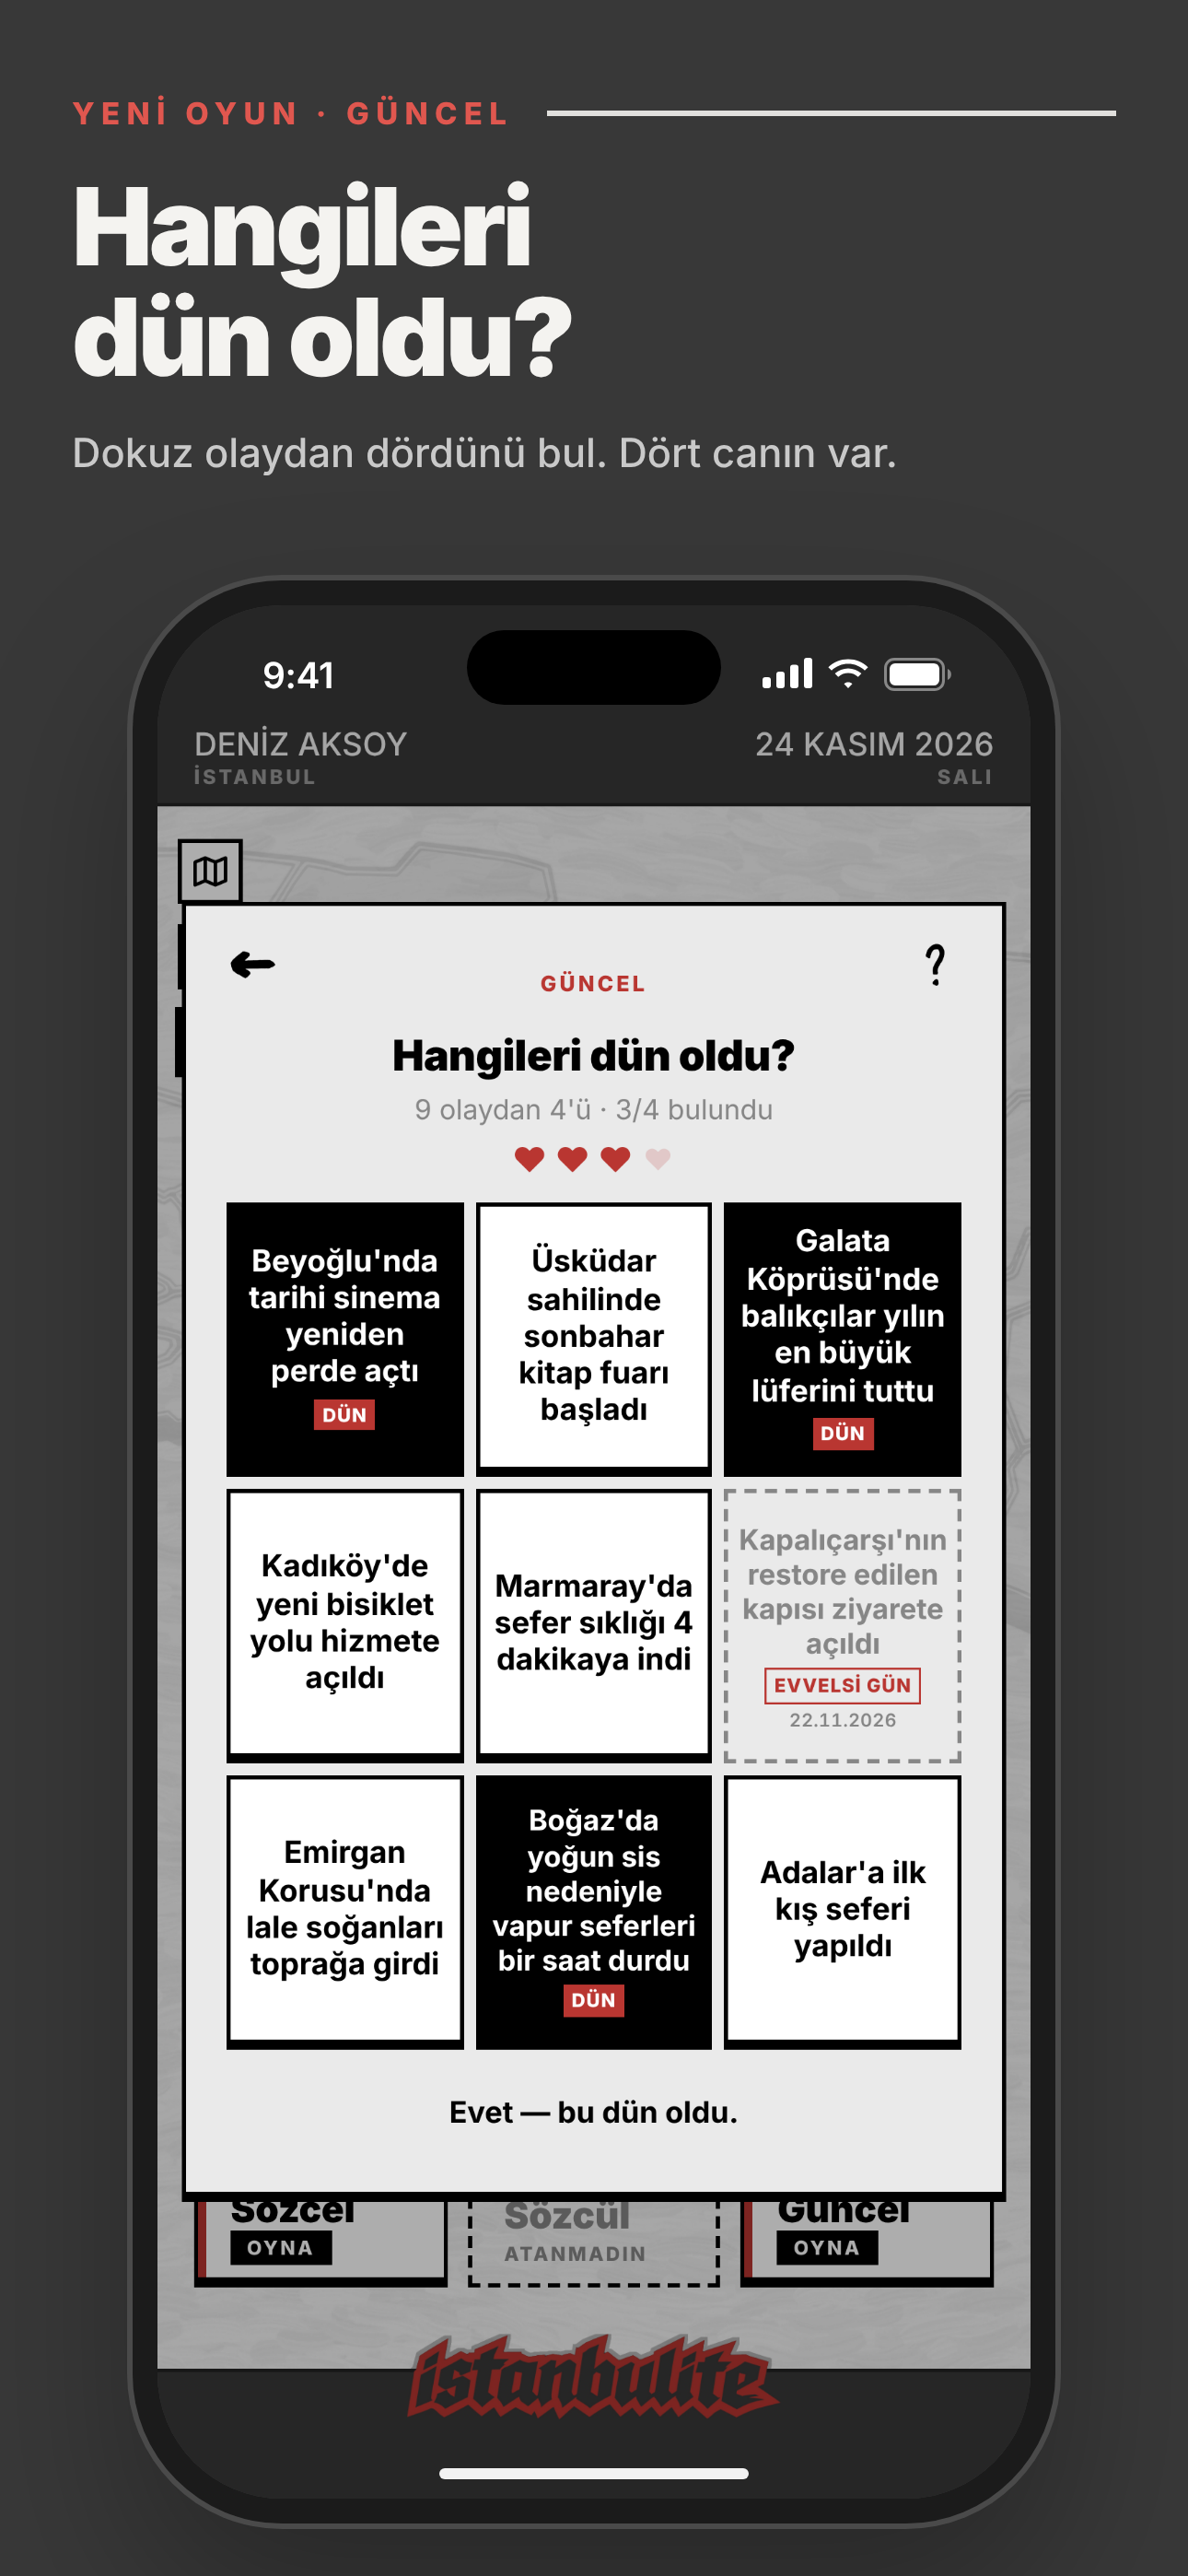 YENİ OYUN · GÜNCEL
Hangileri
dün oldu?
Dokuz olaydan dördünü bul. Dört canın var.
9:41
DENİZ AKSOY
24 KASIM 2026
İSTANBUL
SALI
GÜNCEL
?
Hangileri dün oldu?
9 olaydan 4'ü · 3/4 bulundu
Beyoğlu'nda
tarihi sinema
yeniden
perde açtı
DÜN
Üsküdar
sahilinde
sonbahar
kitap fuarı
başladı
Galata
Köprüsü'nde
balıkçılar yılın
en büyük
lüferini tuttu
DÜN
Kadıköy'de
yeni bisiklet
yolu hizmete
açıldı
Marmaray'da
sefer sıklığı 4
dakikaya indi
Kapalıçarşı'nın
restore edilen
kapısı ziyarete
açıldı
EVVELSİ GÜN
22.11.2026
Emirgan
Korusu'nda
lale soğanları
toprağa girdi
Boğaz'da
yoğun sis
nedeniyle
vapur seferleri
bir saat durdu
DÜN
Adalar'a ilk
kış seferi
yapıldı
Evet — bu dün oldu.
Sözcel
OYNA
Sözcül
ATANMADIN
Güncel
OYNA
istanbulite